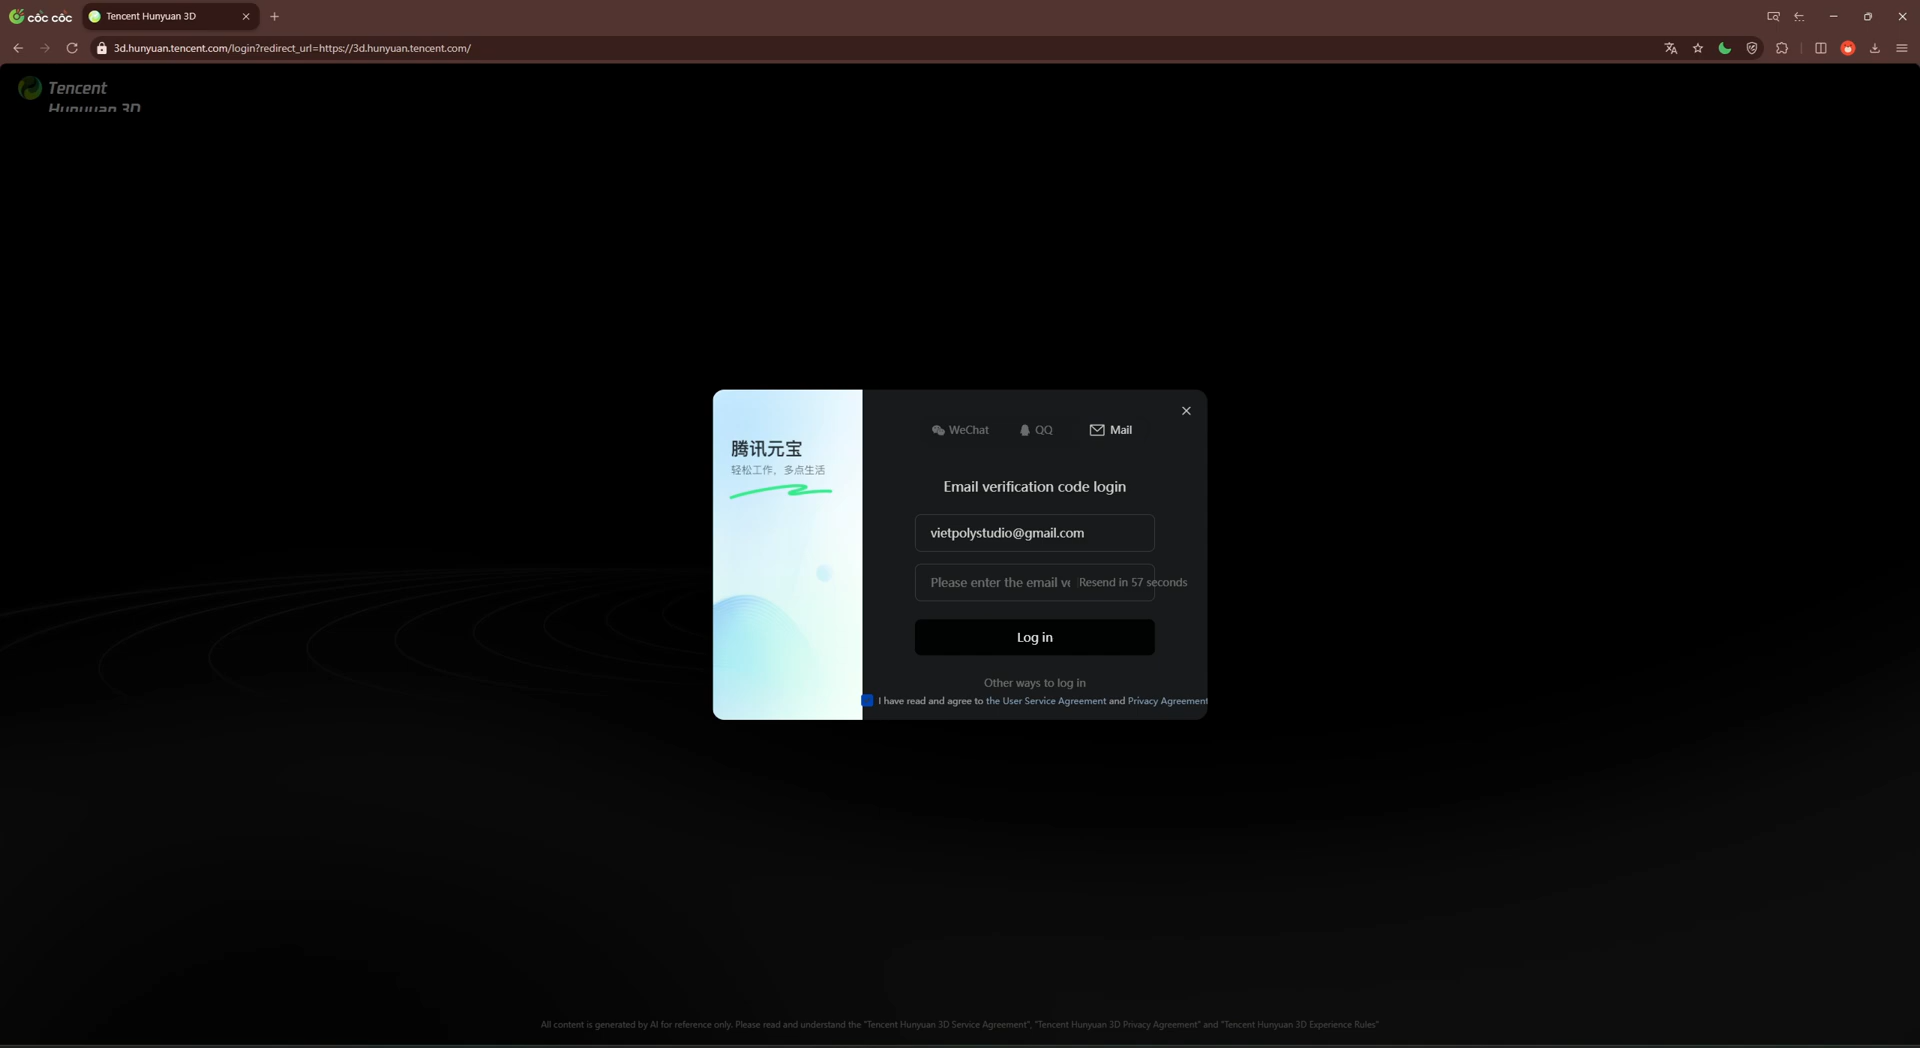 cốc cốc
Tencent Hunyuan 3D
3d.hunyuan.tencent.com/login?redirect_url=https://3d.hunyuan.tencent.com/
Tencent
Hunyuan 3D
腾讯元宝
轻松工作，多点生活
WeChat
QQ
Mail
Email verification code login
vietpolystudio@gmail.com
Please enter the email ve
Resend in 57 seconds
Log in
Other ways to log in
I have read and agree to the User Service Agreement and Privacy Agreement
All content is generated by AI for reference only. Please read and understand the "Tencent Hunyuan 3D Service Agreement", "Tencent Hunyuan 3D Privacy Agreement" and "Tencent Hunyuan 3D Experience Rules"